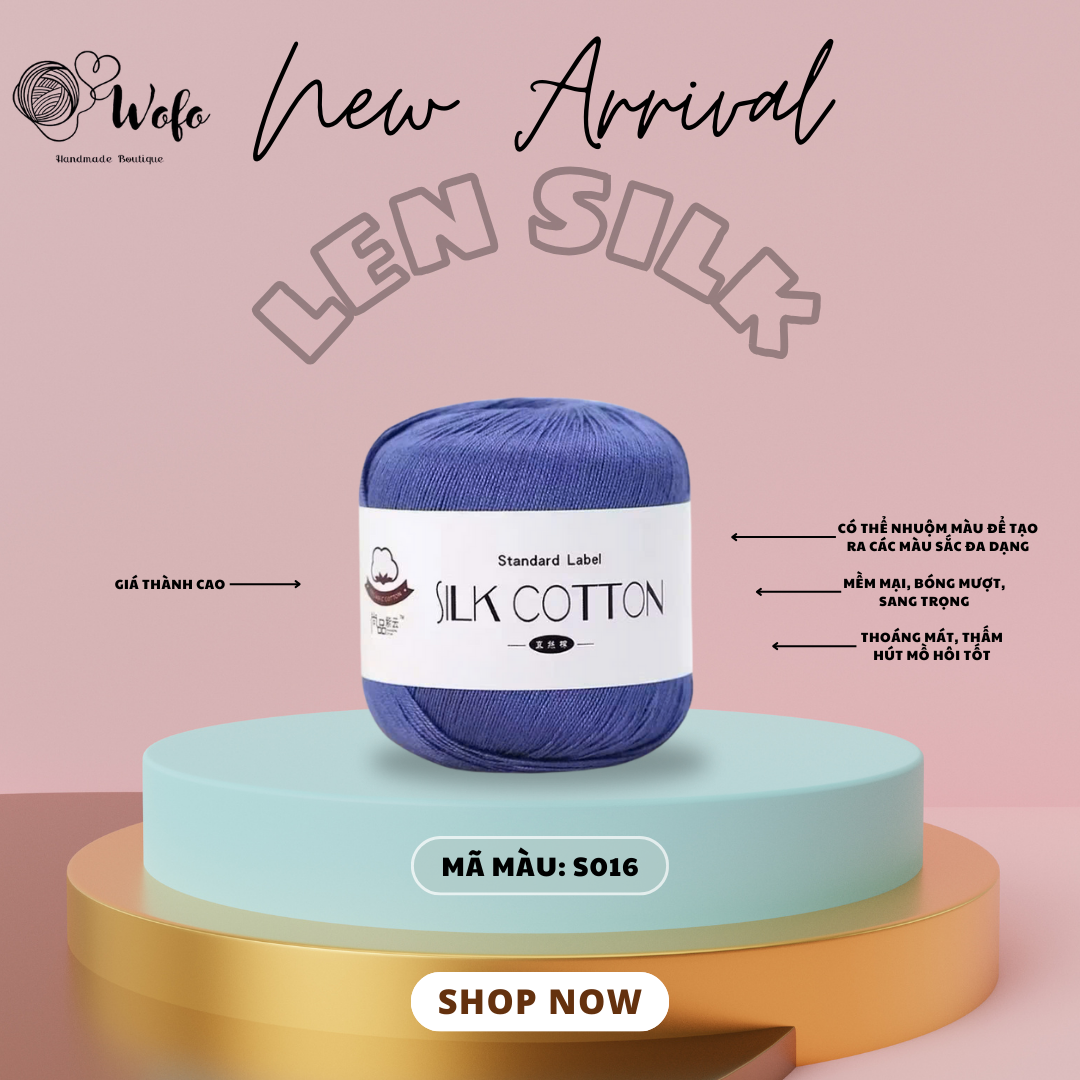 Wofo
Handmade Boutique
New Arrival
LEN SILK
Standard Label
SILK COTTON
GIÁ THÀNH CAO
CÓ THỂ NHUỘM MÀU ĐỂ TẠO
RA CÁC MÀU SẮC ĐA DẠNG
MỀM MẠI, BÓNG MƯỢT,
SANG TRỌNG
THOÁNG MÁT, THẤM
HÚT MỒ HÔI TỐT
MÃ MÀU: S016
SHOP NOW